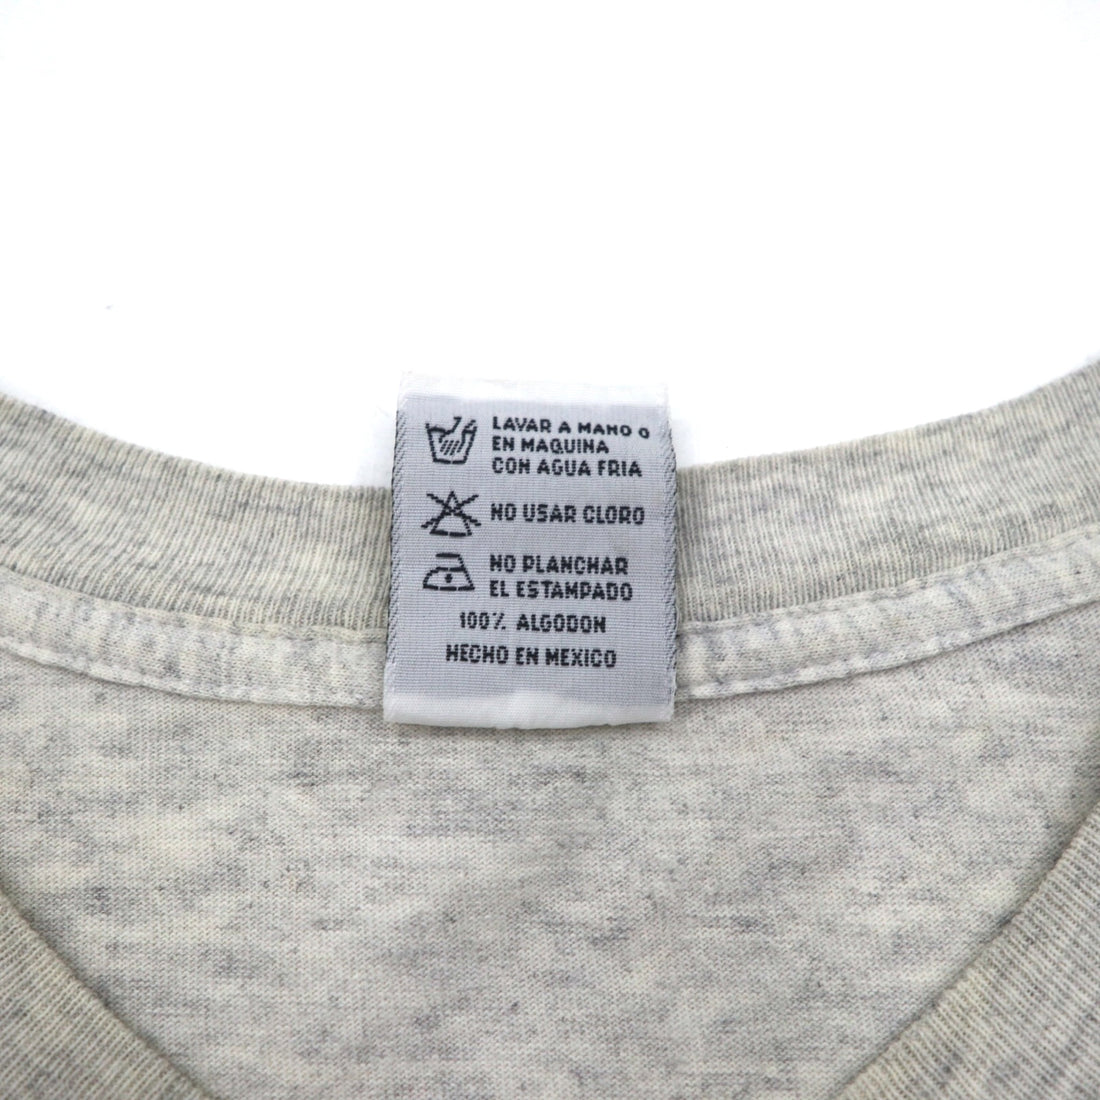 LAVAR A MANO O
EN MAQUINA
CON AGUA FRIA
NO USAR CLORO
NO PLANCHAR
EL ESTAMPADO
100% ALGODON
HECHO EN MEXICO